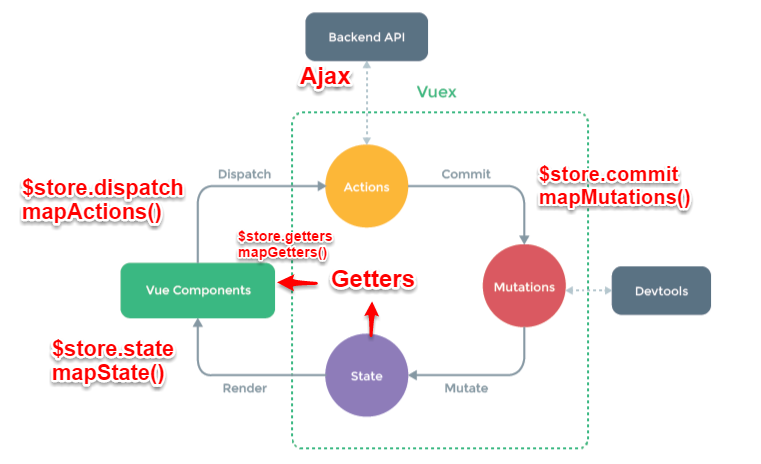 Backend API
Ajax
Vuex
Dispatch
Actions
Commit
$store.dispatch
mapActions()
$store.commit
mapMutations()
$store.getters
mapGetters()
Vue Components
Getters
Mutations
Devtools
$store.state
mapState()
State
Render
Mutate